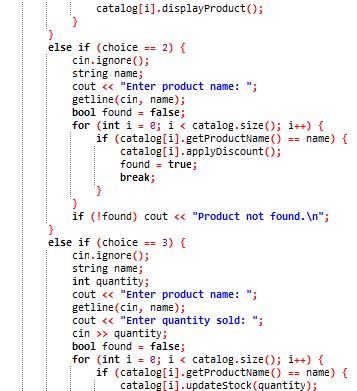 catalog[i].displayProduct();
}
}
else if (choice == 2) {
cin.ignore();
string name;
cout << "Enter product name: ";
getline(cin, name);
bool found = false;
for (int i = 0; i < catalog.size(); i++) {
if (catalog[i].getProductName() == name) {
catalog[i].applyDiscount();
found = true;
break;
}
}
if (!found) cout << "Product not found.\n";
}
else if (choice == 3) {
cin.ignore();
string name;
int quantity;
cout << "Enter product name: ";
getline(cin, name);
cout << "Enter quantity sold: ";
cin >> quantity;
bool found = false;
for (int i = 0; i < catalog.size(); i++) {
if (catalog[i].getProductName() == name) {
catalog[i].updateStock(quantity);